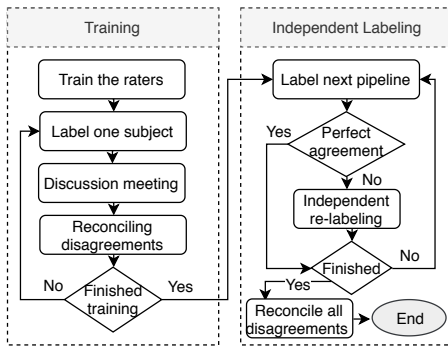 Training
Train the raters
Label one subject
Discussion meeting
Reconciling
disagreements
No
Finished
training
Yes
Independent Labeling
Label next pipeline
Yes
Perfect
agreement
No
Independent
re-labeling
Finished
No
Yes
Reconcile all
disagreements
End